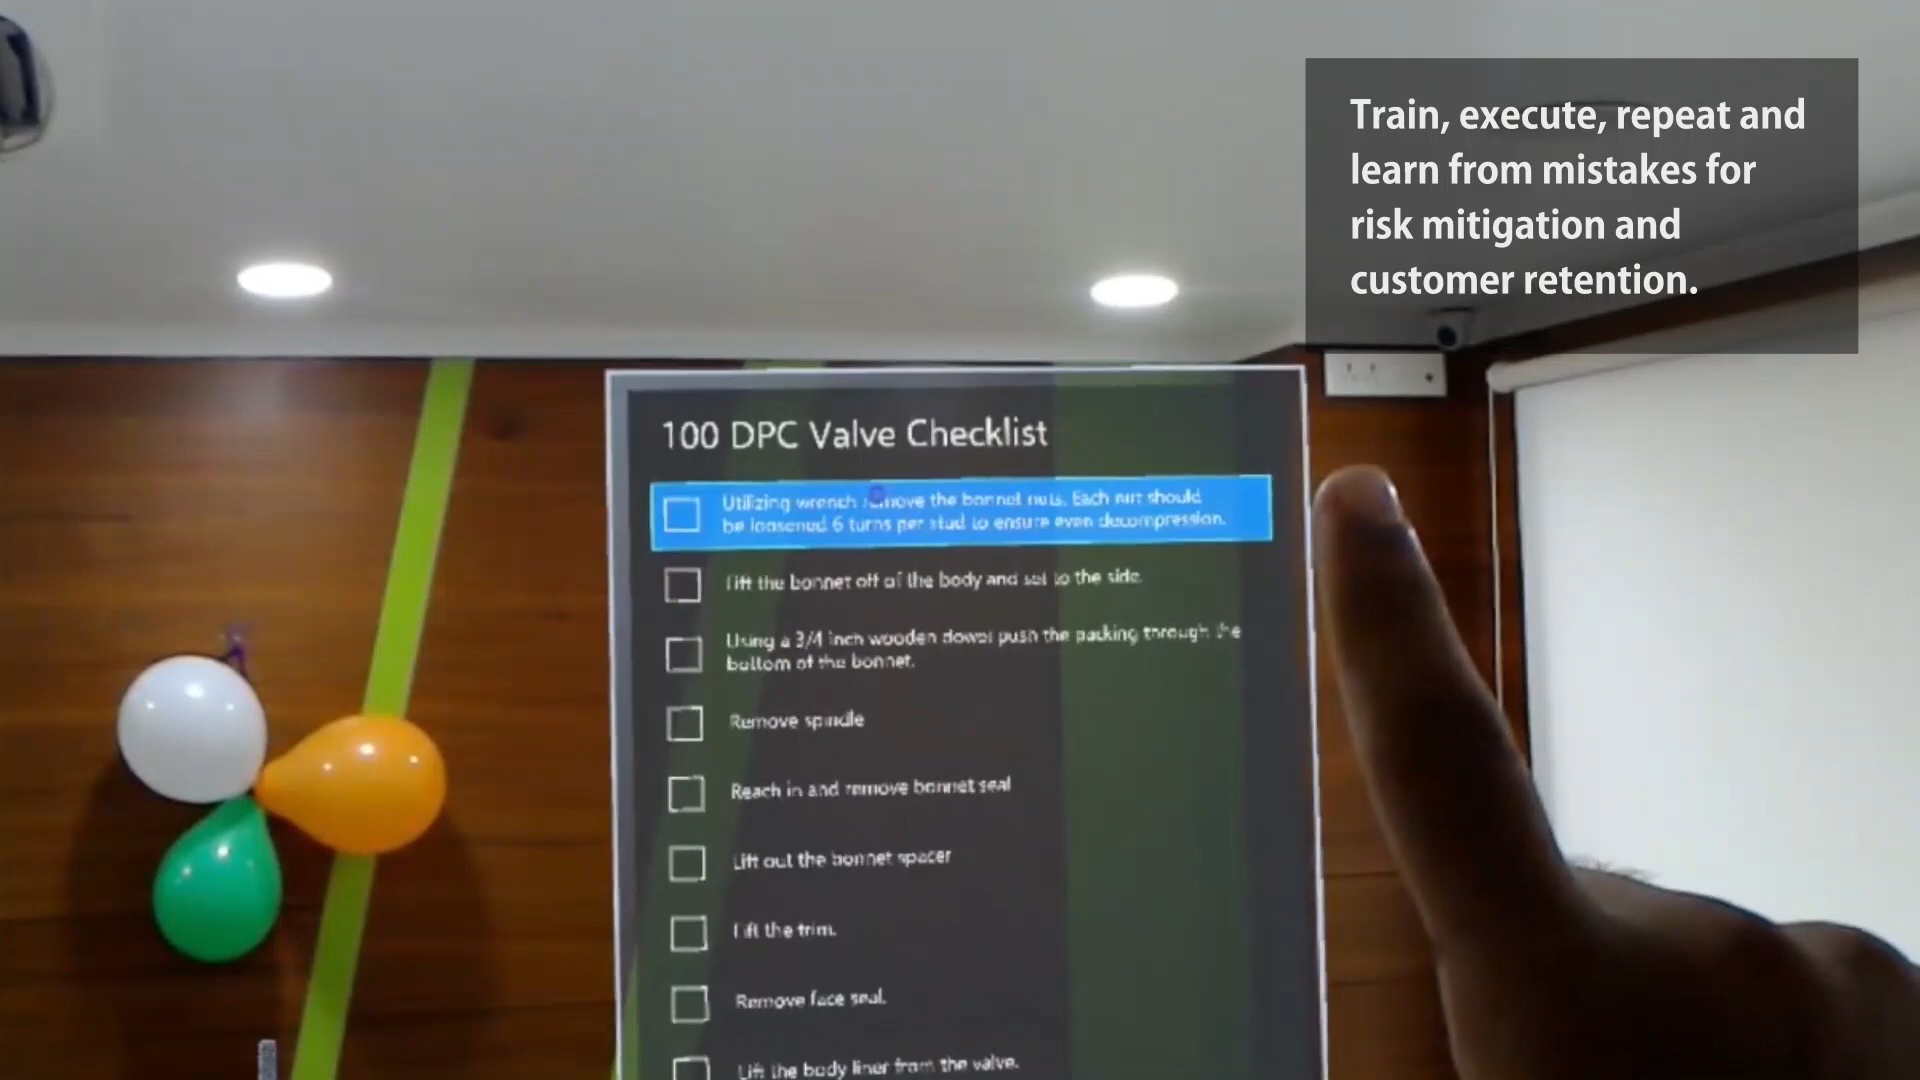 Train, execute, repeat and
learn from mistakes for
risk mitigation and
customer retention.
100 DPC Valve Checklist
Utilizing wrench remove the bonnet nuts. Each nut should
be loosened 6 turns per stud to ensure even decompression.
Lift the bonnet off of the body and set to the side.
Using a 3/4 inch wooden dowel push the packing through the
bottom of the bonnet.
Remove spindle
Reach in and remove bonnet seal
Lift out the bonnet spacer
Lift the trim.
Remove face seal.
Lift the body liner from the valve.